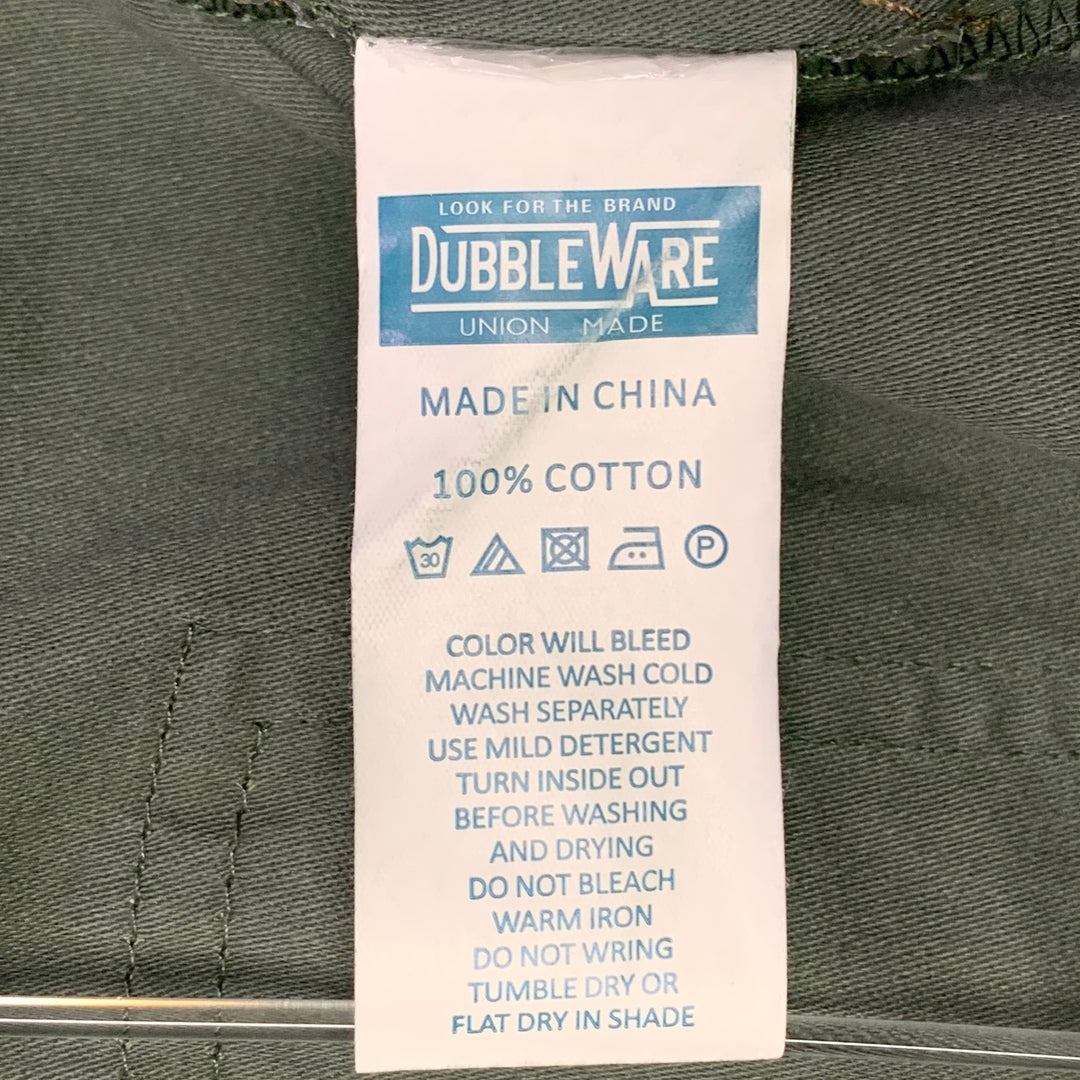 LOOK FOR THE BRAND
DUBBLEWARE
UNION MADE
MADE IN CHINA
100% COTTON
30 P
COLOR WILL BLEED
MACHINE WASH COLD
WASH SEPARATELY
USE MILD DETERGENT
TURN INSIDE OUT
BEFORE WASHING
AND DRYING
DO NOT BLEACH
WARM IRON
DO NOT WRING
TUMBLE DRY OR
FLAT DRY IN SHADE